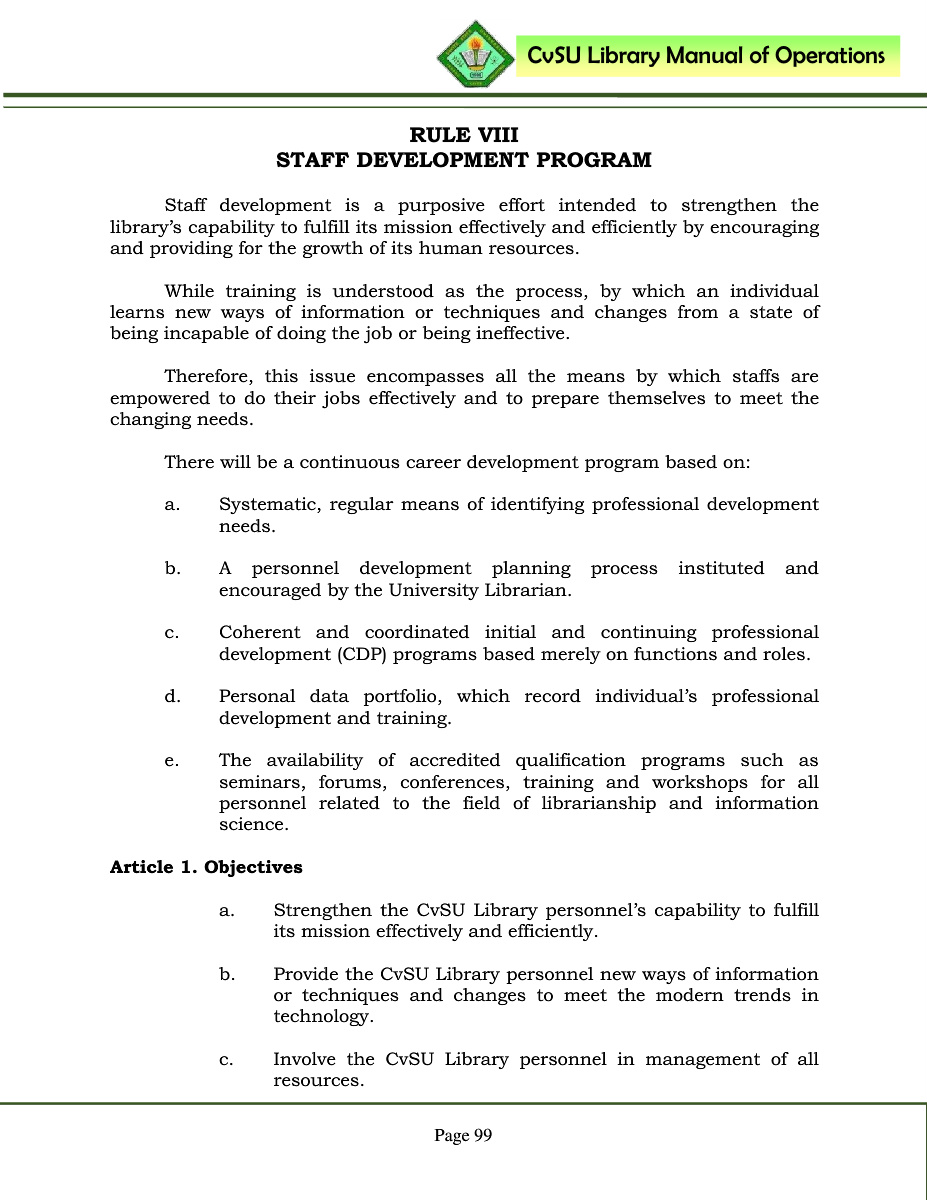 CvSU Library Manual of Operations
RULE VIII
STAFF DEVELOPMENT PROGRAM
Staff development is a purposive effort intended to strengthen the
library's capability to fulfill its mission effectively and efficiently by encouraging
and providing for the growth of its human resources.
While training is understood as the process, by which an individual
learns new ways of information or techniques and changes from a state of
being incapable of doing the job or being ineffective.
Therefore, this issue encompasses all the means by which staffs are
empowered to do their jobs effectively and to prepare themselves to meet the
changing needs.
There will be a continuous career development program based on:
a. Systematic, regular means of identifying professional development
needs.
b. A personnel development planning process instituted and
encouraged by the University Librarian.
c. Coherent and coordinated initial and continuing professional
development (CDP) programs based merely on functions and roles.
d. Personal data portfolio, which record individual's professional
development and training.
e. The availability of accredited qualification programs such as
seminars, forums, conferences, training and workshops for all
personnel related to the field of librarianship and information
science.
Article 1. Objectives
a. Strengthen the CvSU Library personnel's capability to fulfill
its mission effectively and efficiently.
b. Provide the CvSU Library personnel new ways of information
or techniques and changes to meet the modern trends in
technology.
c. Involve the CvSU Library personnel in management of all
resources.
Page 99